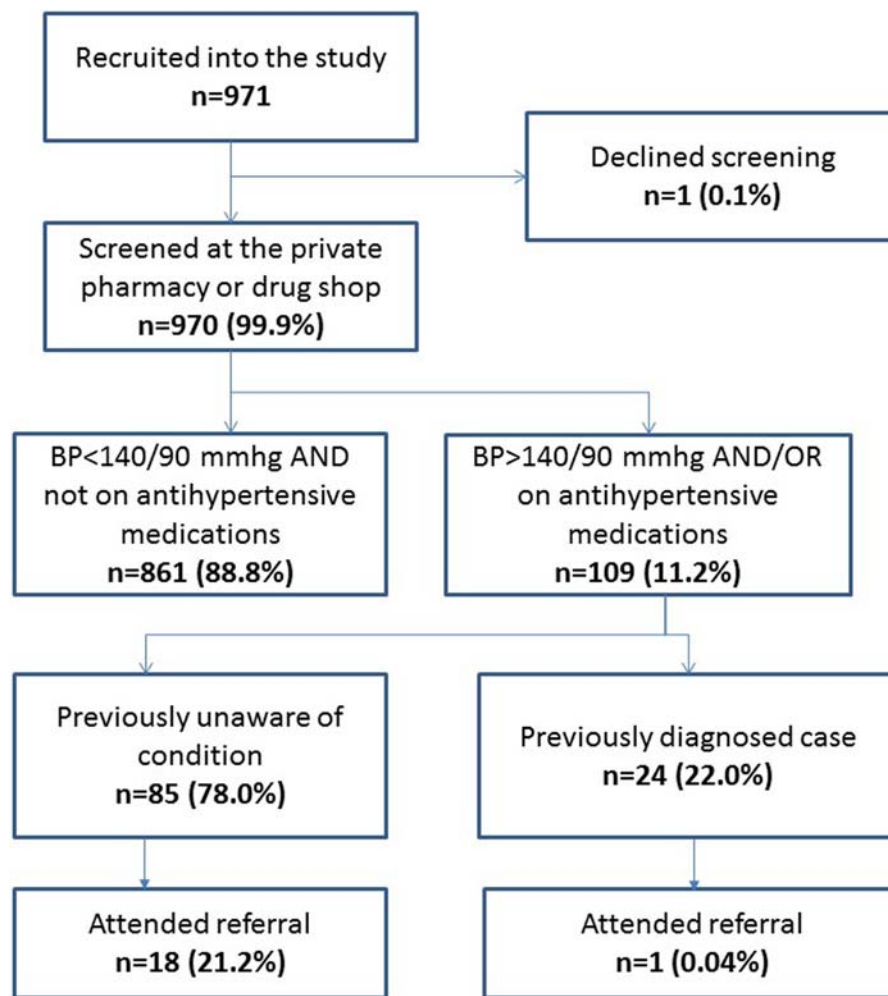 Recruited into the study
n=971
Declined screening
n=1 (0.1%)
Screened at the private
pharmacy or drug shop
n=970 (99.9%)
BP<140/90 mmhg AND
not on antihypertensive
medications
n=861 (88.8%)
BP>140/90 mmhg AND/OR
on antihypertensive
medications
n=109 (11.2%)
Previously unaware of
condition
n=85 (78.0%)
Previously diagnosed case
n=24 (22.0%)
Attended referral
n=18 (21.2%)
Attended referral
n=1 (0.04%)